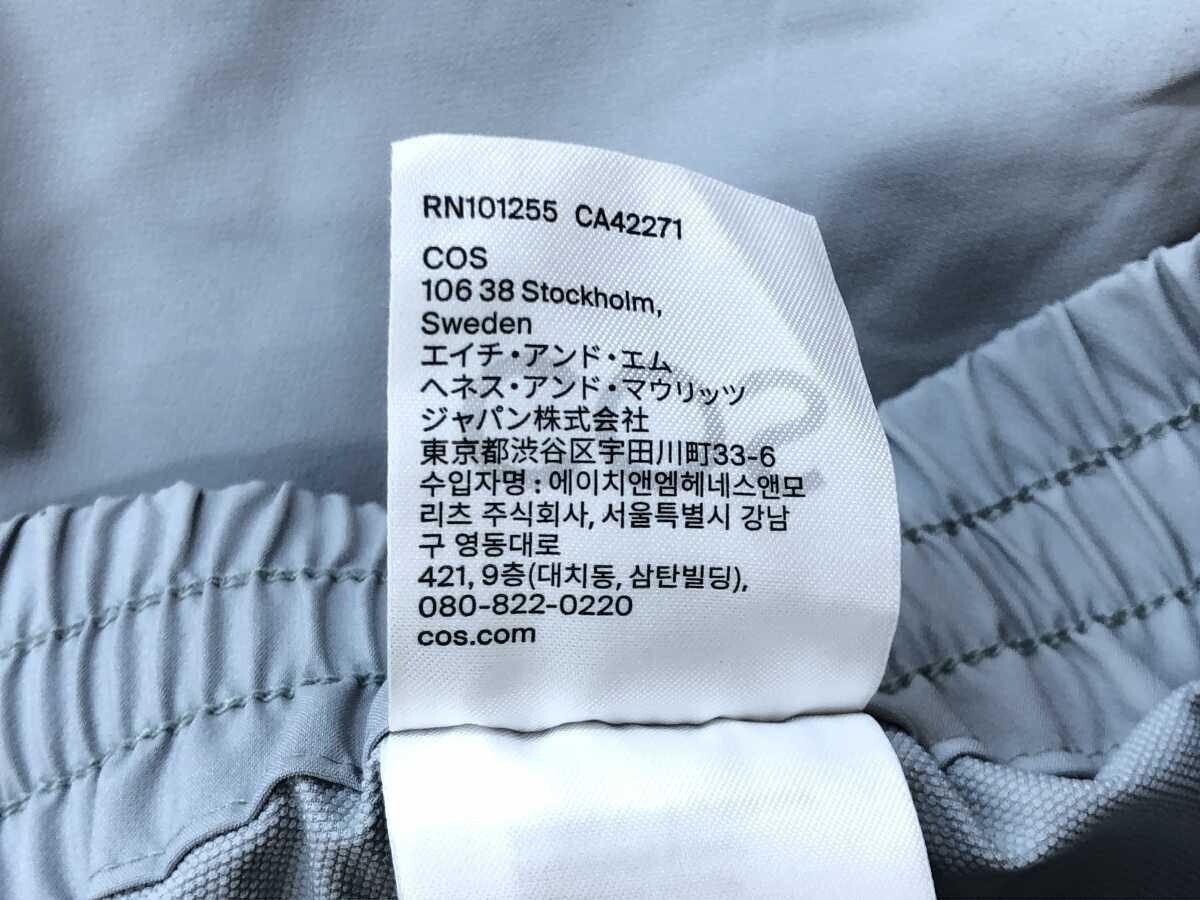 RN101255 CA42271
COS
106 38 Stockholm,
Sweden
エイチ・アンド・エム
ヘネス・アンド・マウリッツ
ジャパン株式会社
東京都渋谷区宇田川町33-6
수입자명 : 에이치앤엠헤네스앤모
리츠 주식회사, 서울특별시 강남
구 영동대로
421, 9층(대치동, 삼탄빌딩),
080-822-0220
cos.com